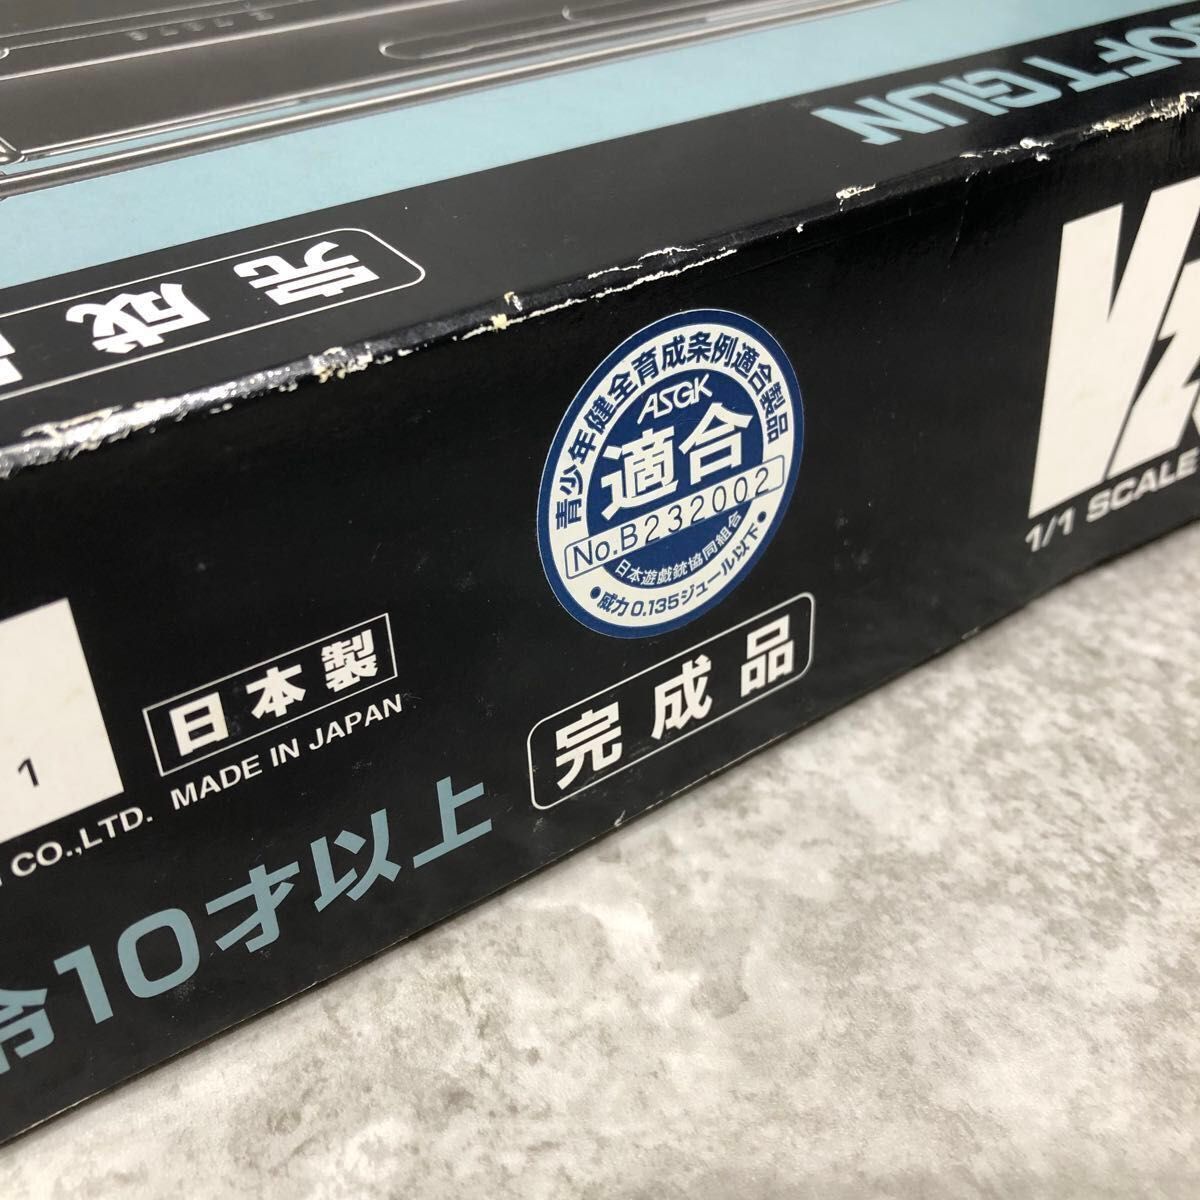 SOFT GUN
完成
青少年健全育成条例適合製品
ASGK
適合
No.B232002
日本遊戯銃協同組合
●威力0.135ジュール以下●
1/1 SCALE
日本製
1
CO.,LTD. MADE IN JAPAN
完成品
令10才以上